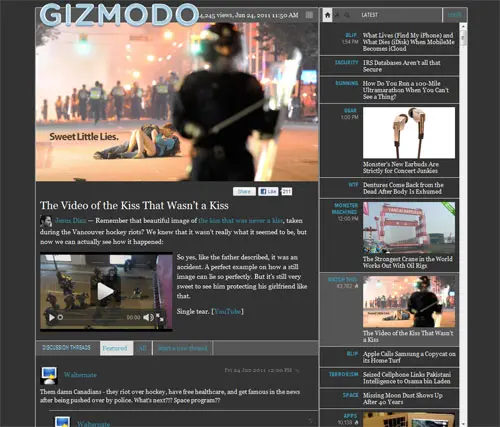 GIZMODO
4,245 views, Jun 24, 2011 11:50 AM
Sweet Little Lies.
Share Like 211
The Video of the Kiss That Wasn't a Kiss
Jesus Diaz — Remember that beautiful image of the kiss that was never a kiss, taken
during the Vancouver hockey riots? We knew that it wasn't really what it seemed to be, but
now we can actually see how it happened:
So yes, like the father described, it was an
accident. A perfect example on how a still
image can lie so perfectly. But it's still very
sweet to see him protecting his girlfriend like
that.
Single tear. [YouTube]
00:00
DISCUSSION THREADS Featured All Start a new thread
Walternate
Fri 24 Jun 2011 12:00 PM
Them damn Canadians - they riot over hockey, have free healthcare, and get famous in the news
after being pushed over by police. What's next??? Space program??
Walternate
LATEST
BLIP
1:54 PM
What Lives (Find My iPhone) and
What Dies (iDisk) When MobileMe
Becomes iCloud
SECURITY
IRS Databases Aren't all that
Secure
RUNNING
How Do You Run a 100-Mile
Ultramarathon When You Can't
See a Thing?
GEAR
1:00 PM
Monster's New Earbuds Are
Strictly for Concert Junkies
WTF
Dentures Come Back from the
Dead After Body Is Exhumed
MONSTER
MACHINES
12:00 PM
The Strongest Crane in the World
Works Out With Oil Rigs
The Video of the Kiss That Wasn't
a Kiss
BLIP
Apple Calls Samsung a Copycat on
its Home Turf
TERRORISM
Seized Cellphone Links Pakistani
Intelligence to Osama bin Laden
SPACE
Missing Moon Dust Shows Up
After 40 Years
APPS